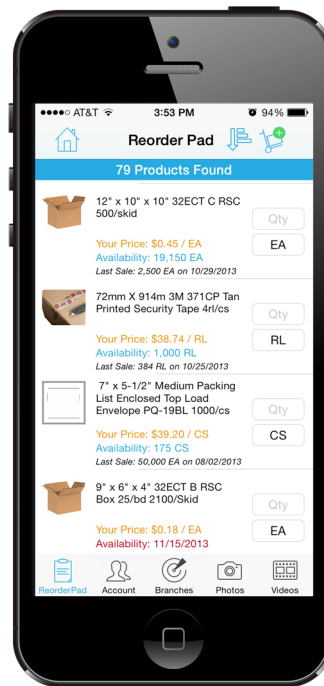 AT&T 3:53 PM 94%
Reorder Pad
79 Products Found
12" x 10" x 10" 32ECT C RSC
500/skid
Qty
Your Price: $0.45 / EA
EA
Availability: 19,150 EA
Last Sale: 2,500 EA on 10/29/2013
72mm X 914m 3M 371CP Tan
Printed Security Tape 4rl/cs
Qty
Your Price: $38.74 / RL
RL
Availability: 1,000 RL
Last Sale: 384 RL on 10/25/2013
7" x 5-1/2" Medium Packing
List Enclosed Top Load
Envelope PQ-19BL 1000/cs
Qty
Your Price: $39.20 / CS
CS
Availability: 175 CS
Last Sale: 50,000 EA on 08/02/2013
9" x 6" x 4" 32ECT B RSC
Box 25/bd 2100/Skid
Qty
Your Price: $0.18 / EA
EA
Availability: 11/15/2013
ReorderPad Account Branches Photos Videos